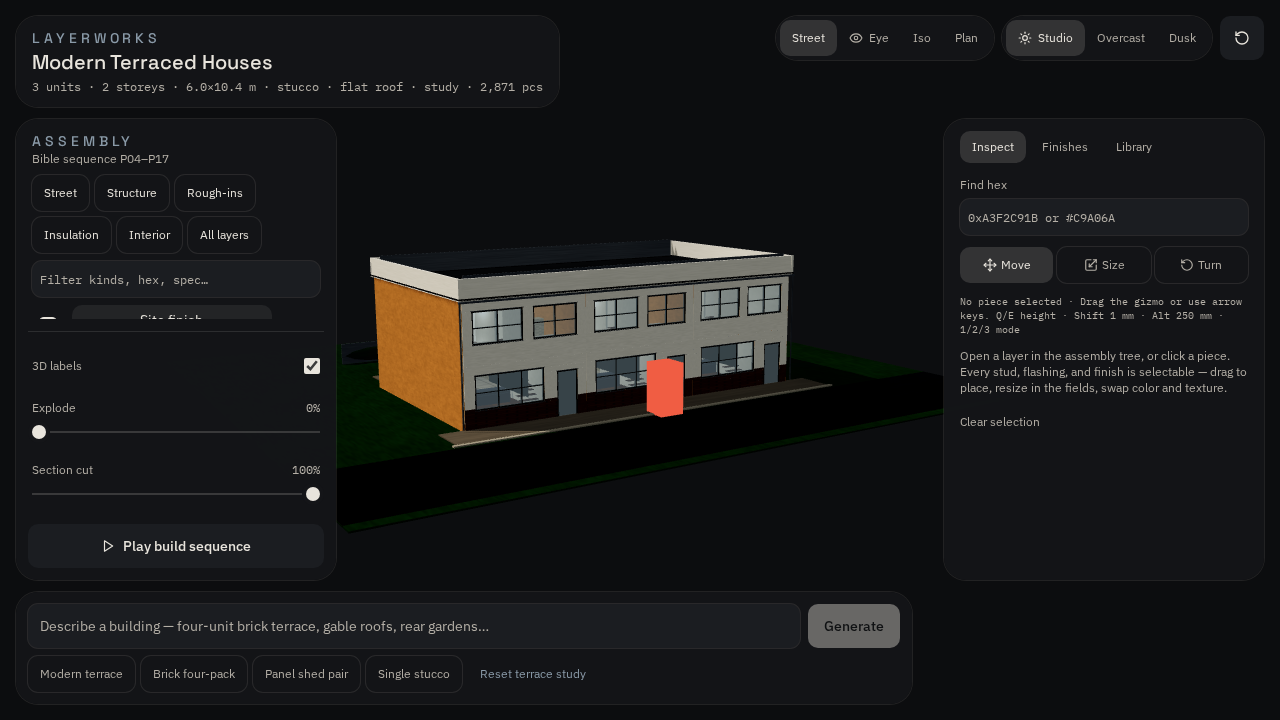 LAYERWORKS
Modern Terraced Houses
3 units · 2 storeys · 6.0×10.4 m · stucco · flat roof · study · 2,871 pcs
Street
Eye
Iso
Plan
Studio
Overcast
Dusk
ASSEMBLY
Bible sequence P04–P17
Street
Structure
Rough-ins
Insulation
Interior
All layers
Filter kinds, hex, spec…
Site finish
3D labels
Explode
0%
Section cut
100%
Play build sequence
Inspect
Finishes
Library
Find hex
0xA3F2C91B or #C9A06A
Move
Size
Turn
No piece selected · Drag the gizmo or use arrow
keys. Q/E height · Shift 1 mm · Alt 250 mm ·
1/2/3 mode
Open a layer in the assembly tree, or click a piece.
Every stud, flashing, and finish is selectable — drag to
place, resize in the fields, swap color and texture.
Clear selection
Describe a building — four-unit brick terrace, gable roofs, rear gardens…
Generate
Modern terrace
Brick four-pack
Panel shed pair
Single stucco
Reset terrace study